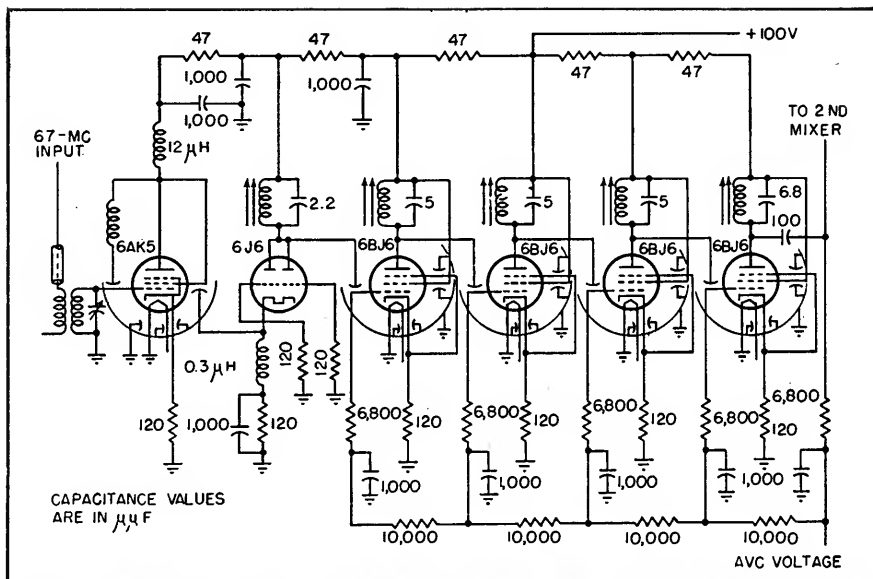 47
47
47
+100V
47
47
1,000
1,000
1,000
TO 2ND
MIXER
67-MC
INPUT
12 μH
2.2
5
5
5
6.8
100
6AK5
6J6
6BJ6
6BJ6
6BJ6
6BJ6
0.3 μH
120
120
120
1,000
120
6,800
120
6,800
120
6,800
120
6,800
120
6,800
1,000
1,000
1,000
1,000
CAPACITANCE VALUES
ARE IN μμF
10,000
10,000
10,000
10,000
AVC VOLTAGE